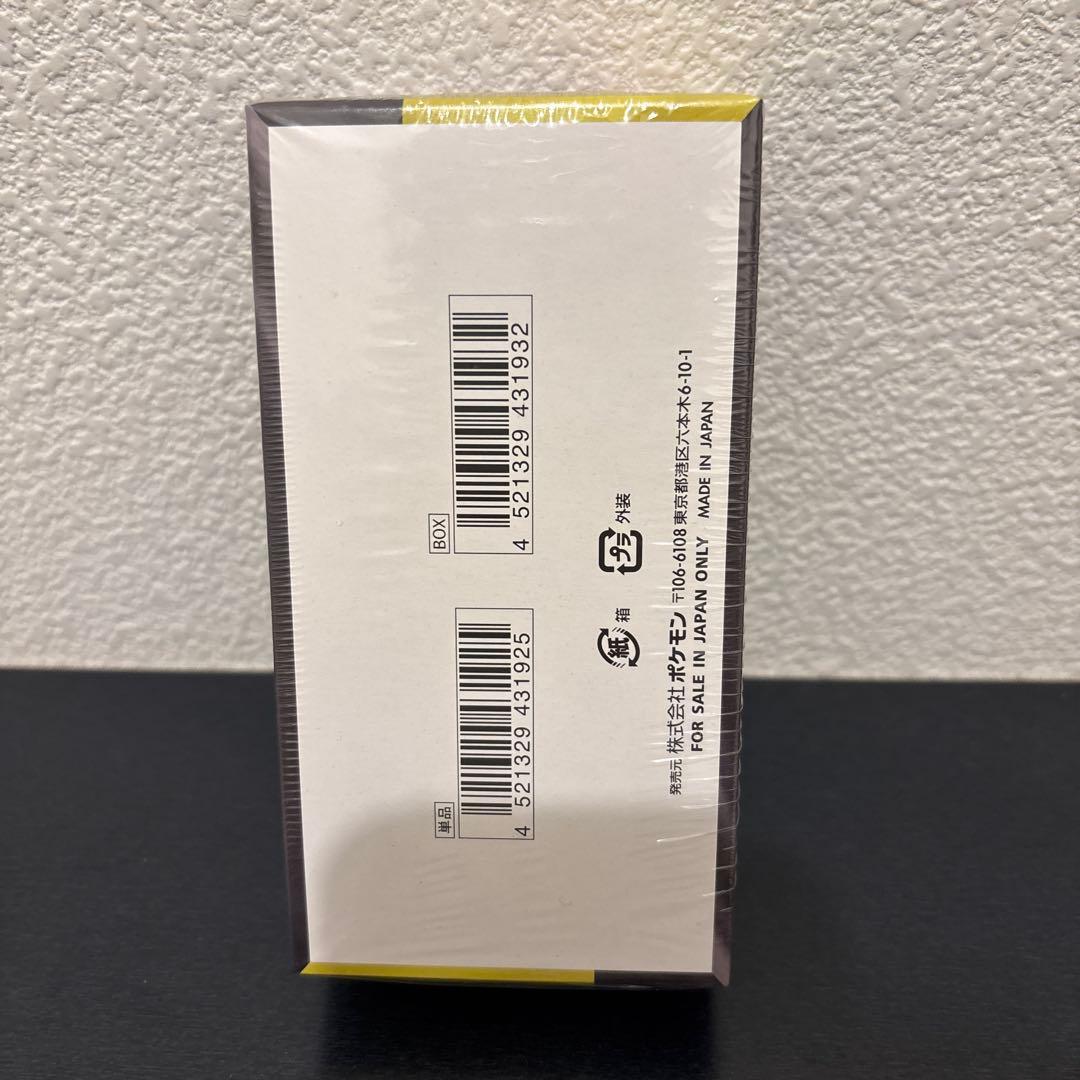 BOX
4 521329 431932
単品
4 521329 431925
紙 箱
プラ 外装
発売元 株式会社 ポケモン 〒106-6108 東京都港区六本木6-10-1
FOR SALE IN JAPAN ONLY MADE IN JAPAN